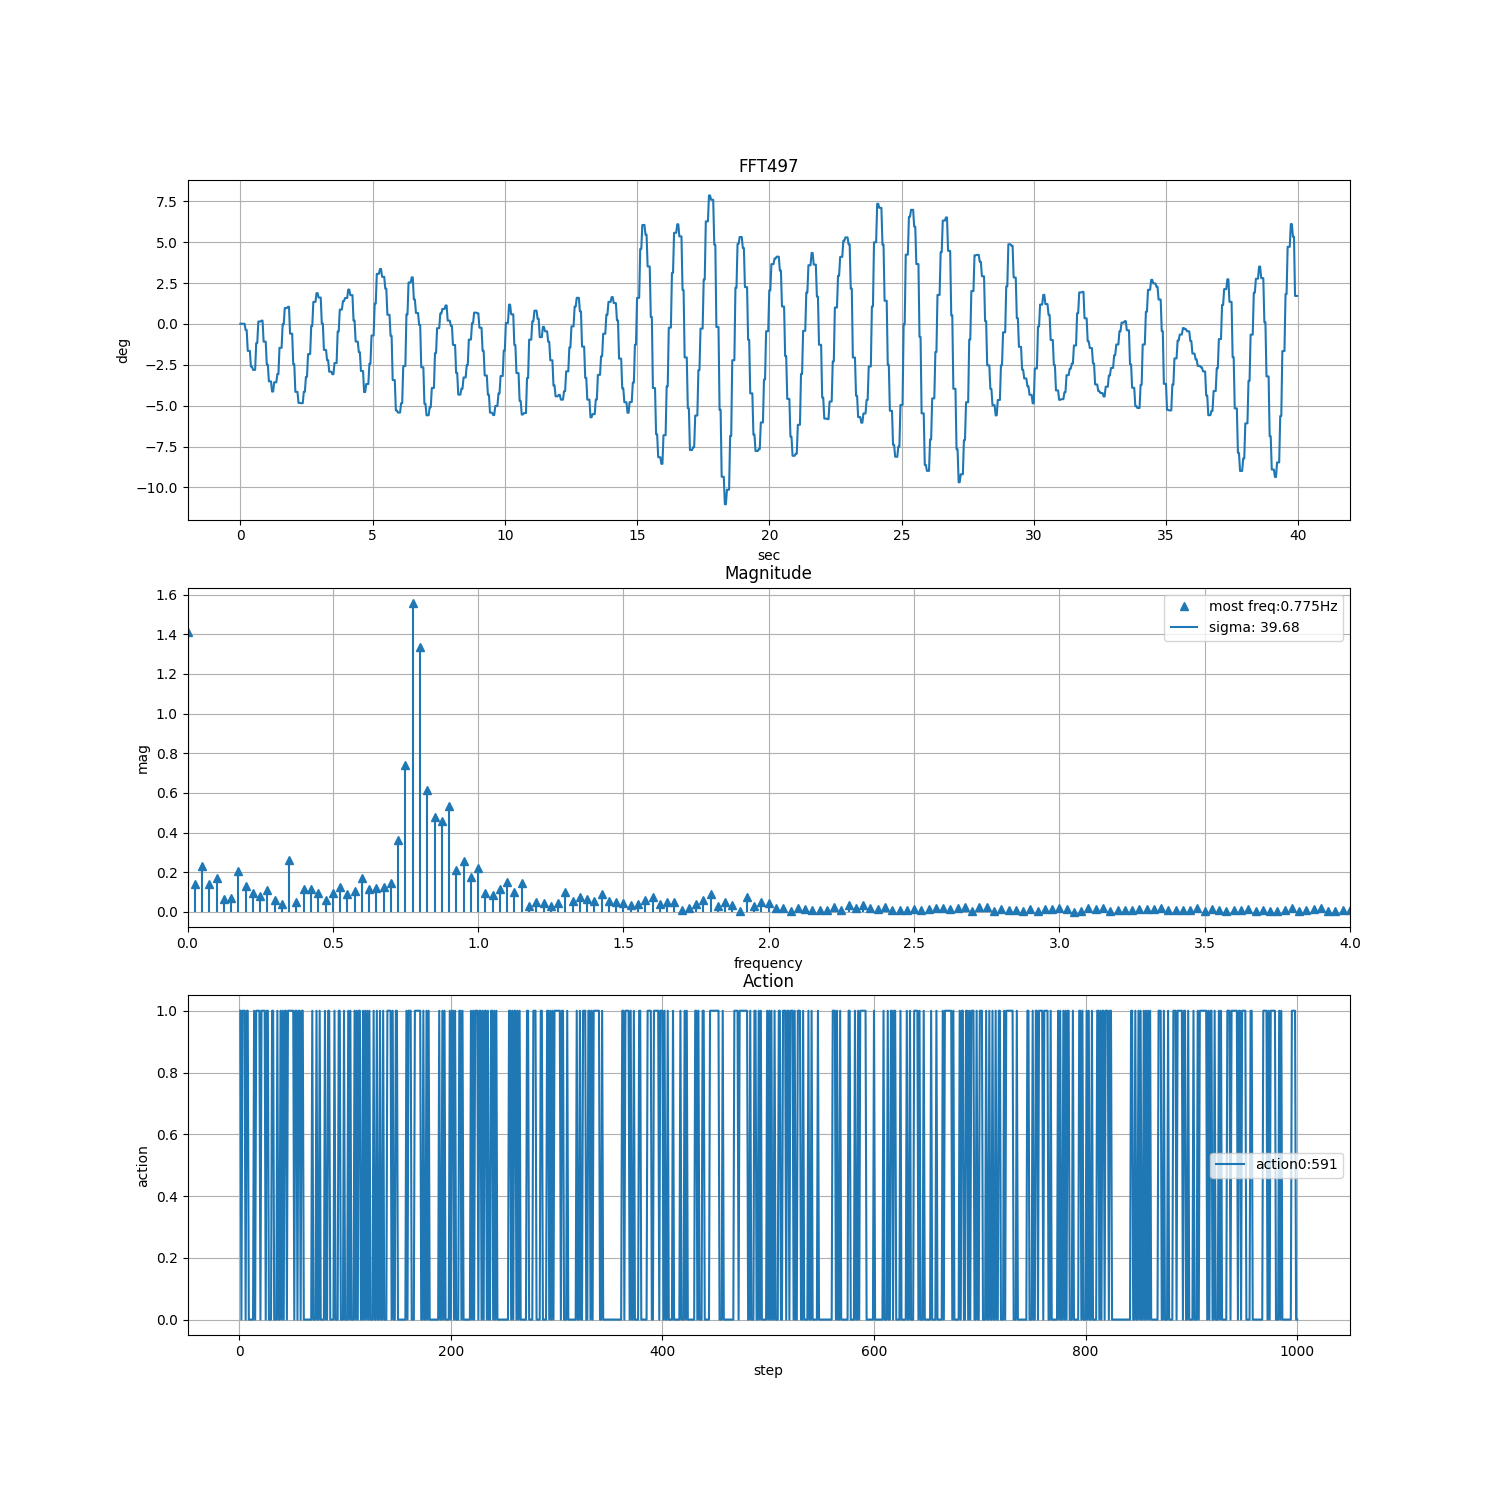 FFT497
7.5
5.0
2.5
0.0
−2.5
−5.0
−7.5
−10.0
deg
0 5 10 15 20 25 30 35 40
sec
Magnitude
1.6
1.4
1.2
1.0
0.8
0.6
0.4
0.2
0.0
mag
most freq:0.775Hz
sigma: 39.68
0.0 0.5 1.0 1.5 2.0 2.5 3.0 3.5 4.0
frequency
Action
1.0
0.8
0.6
0.4
0.2
0.0
action
action0:591
0 200 400 600 800 1000
step